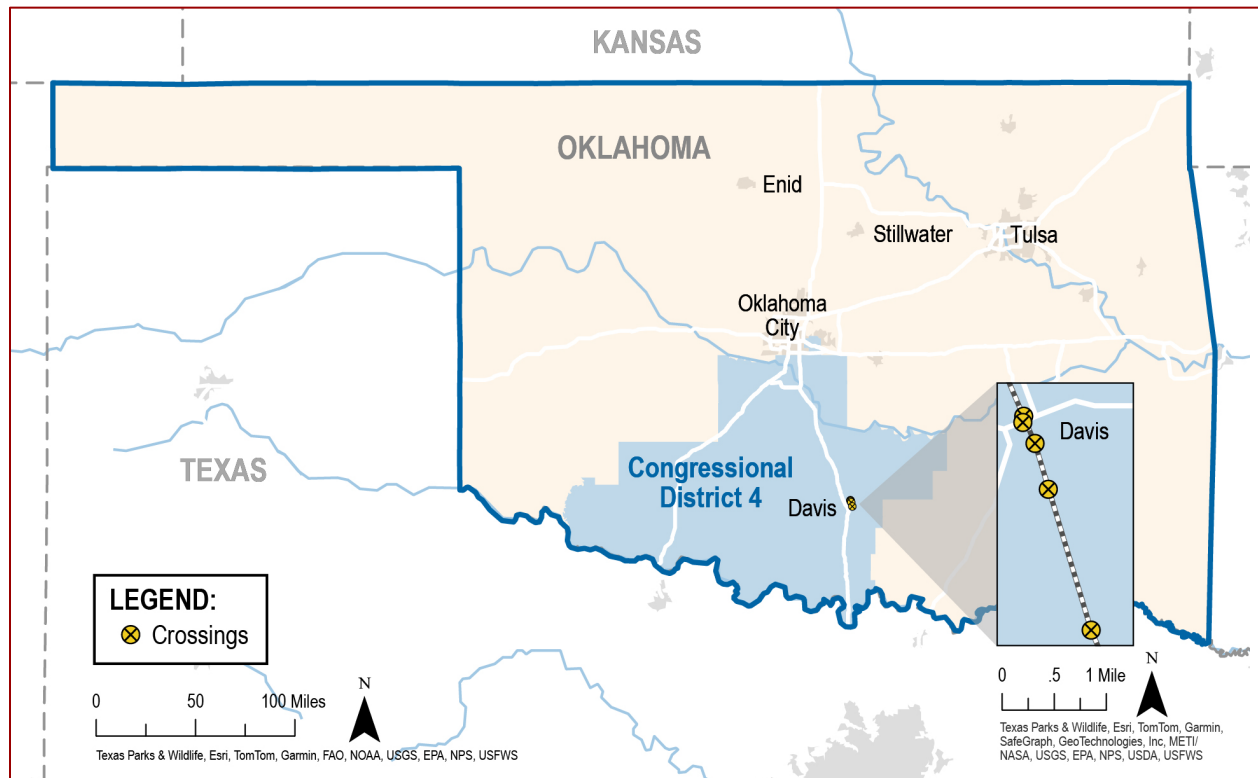 KANSAS
OKLAHOMA
Enid
Stillwater
Tulsa
Oklahoma
City
TEXAS
Congressional
District 4
Davis
Davis
LEGEND:
Crossings
0 50 100 Miles
N
Texas Parks & Wildlife, Esri, TomTom, Garmin, FAO, NOAA, USGS, EPA, NPS, USFWS
0 .5 1 Mile
N
Texas Parks & Wildlife, Esri, TomTom, Garmin,
SafeGraph, GeoTechnologies, Inc, METI/
NASA, USGS, EPA, NPS, USDA, USFWS